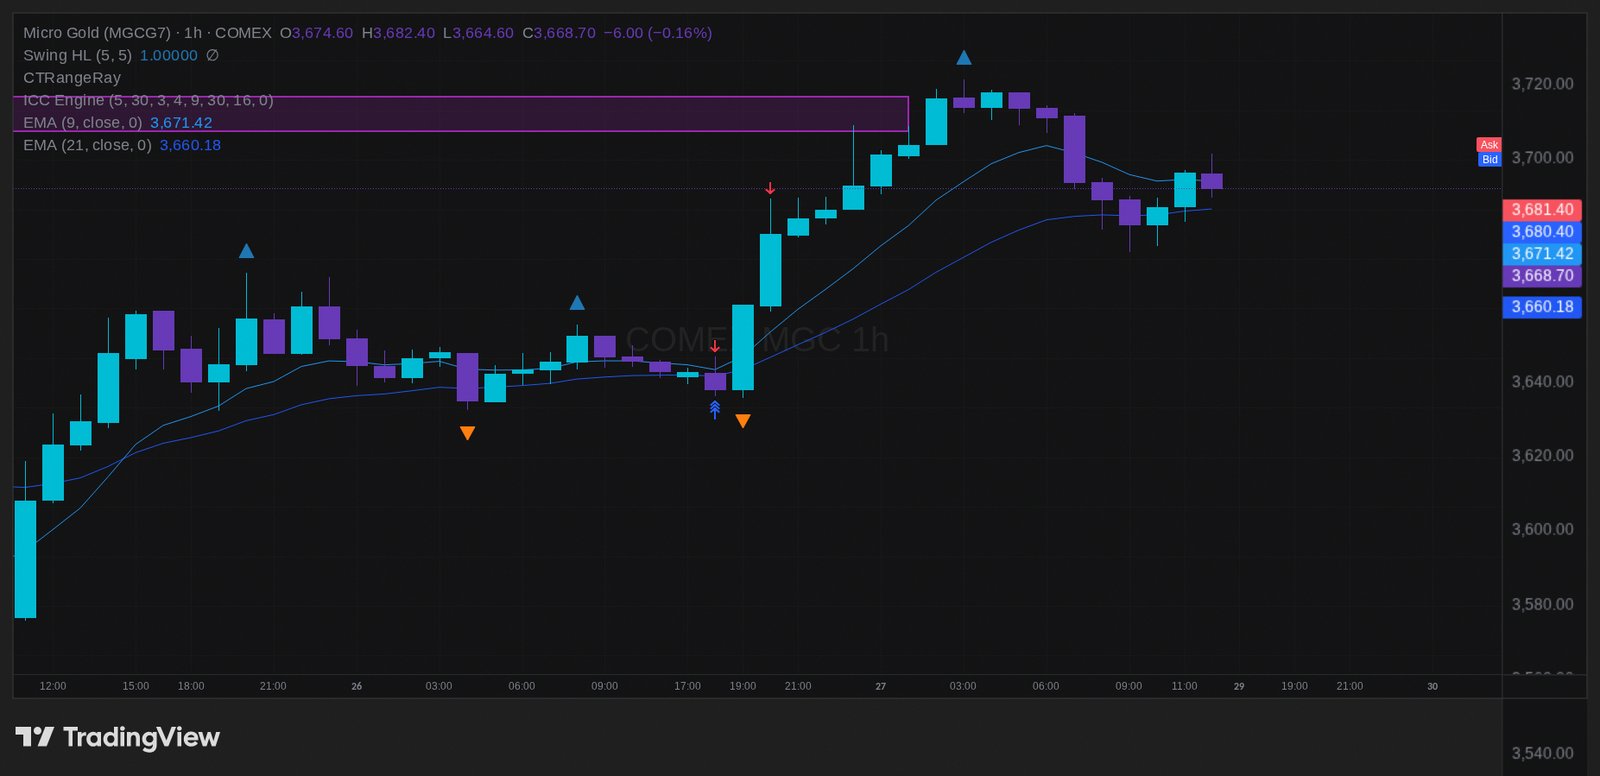 Micro Gold (MGCG7) · 1h · COMEX O3,674.60 H3,682.40 L3,664.60 C3,668.70 −6.00 (−0.16%)
Swing HL (5, 5) 1.00000 ∅
CTRangeRay
ICC Engine (5, 30, 3, 4, 9, 30, 16, 0)
EMA (9, close, 0) 3,671.42
EMA (21, close, 0) 3,660.18
COMEX MGC 1h
3,720.00
Ask
Bid
3,700.00
3,681.40
3,680.40
3,671.42
3,668.70
3,660.18
3,640.00
3,620.00
3,600.00
3,580.00
12:00 15:00 18:00 21:00 26 03:00 06:00 09:00 17:00 19:00 21:00 27 03:00 06:00 09:00 11:00 29 19:00 21:00 30
TradingView
3,540.00